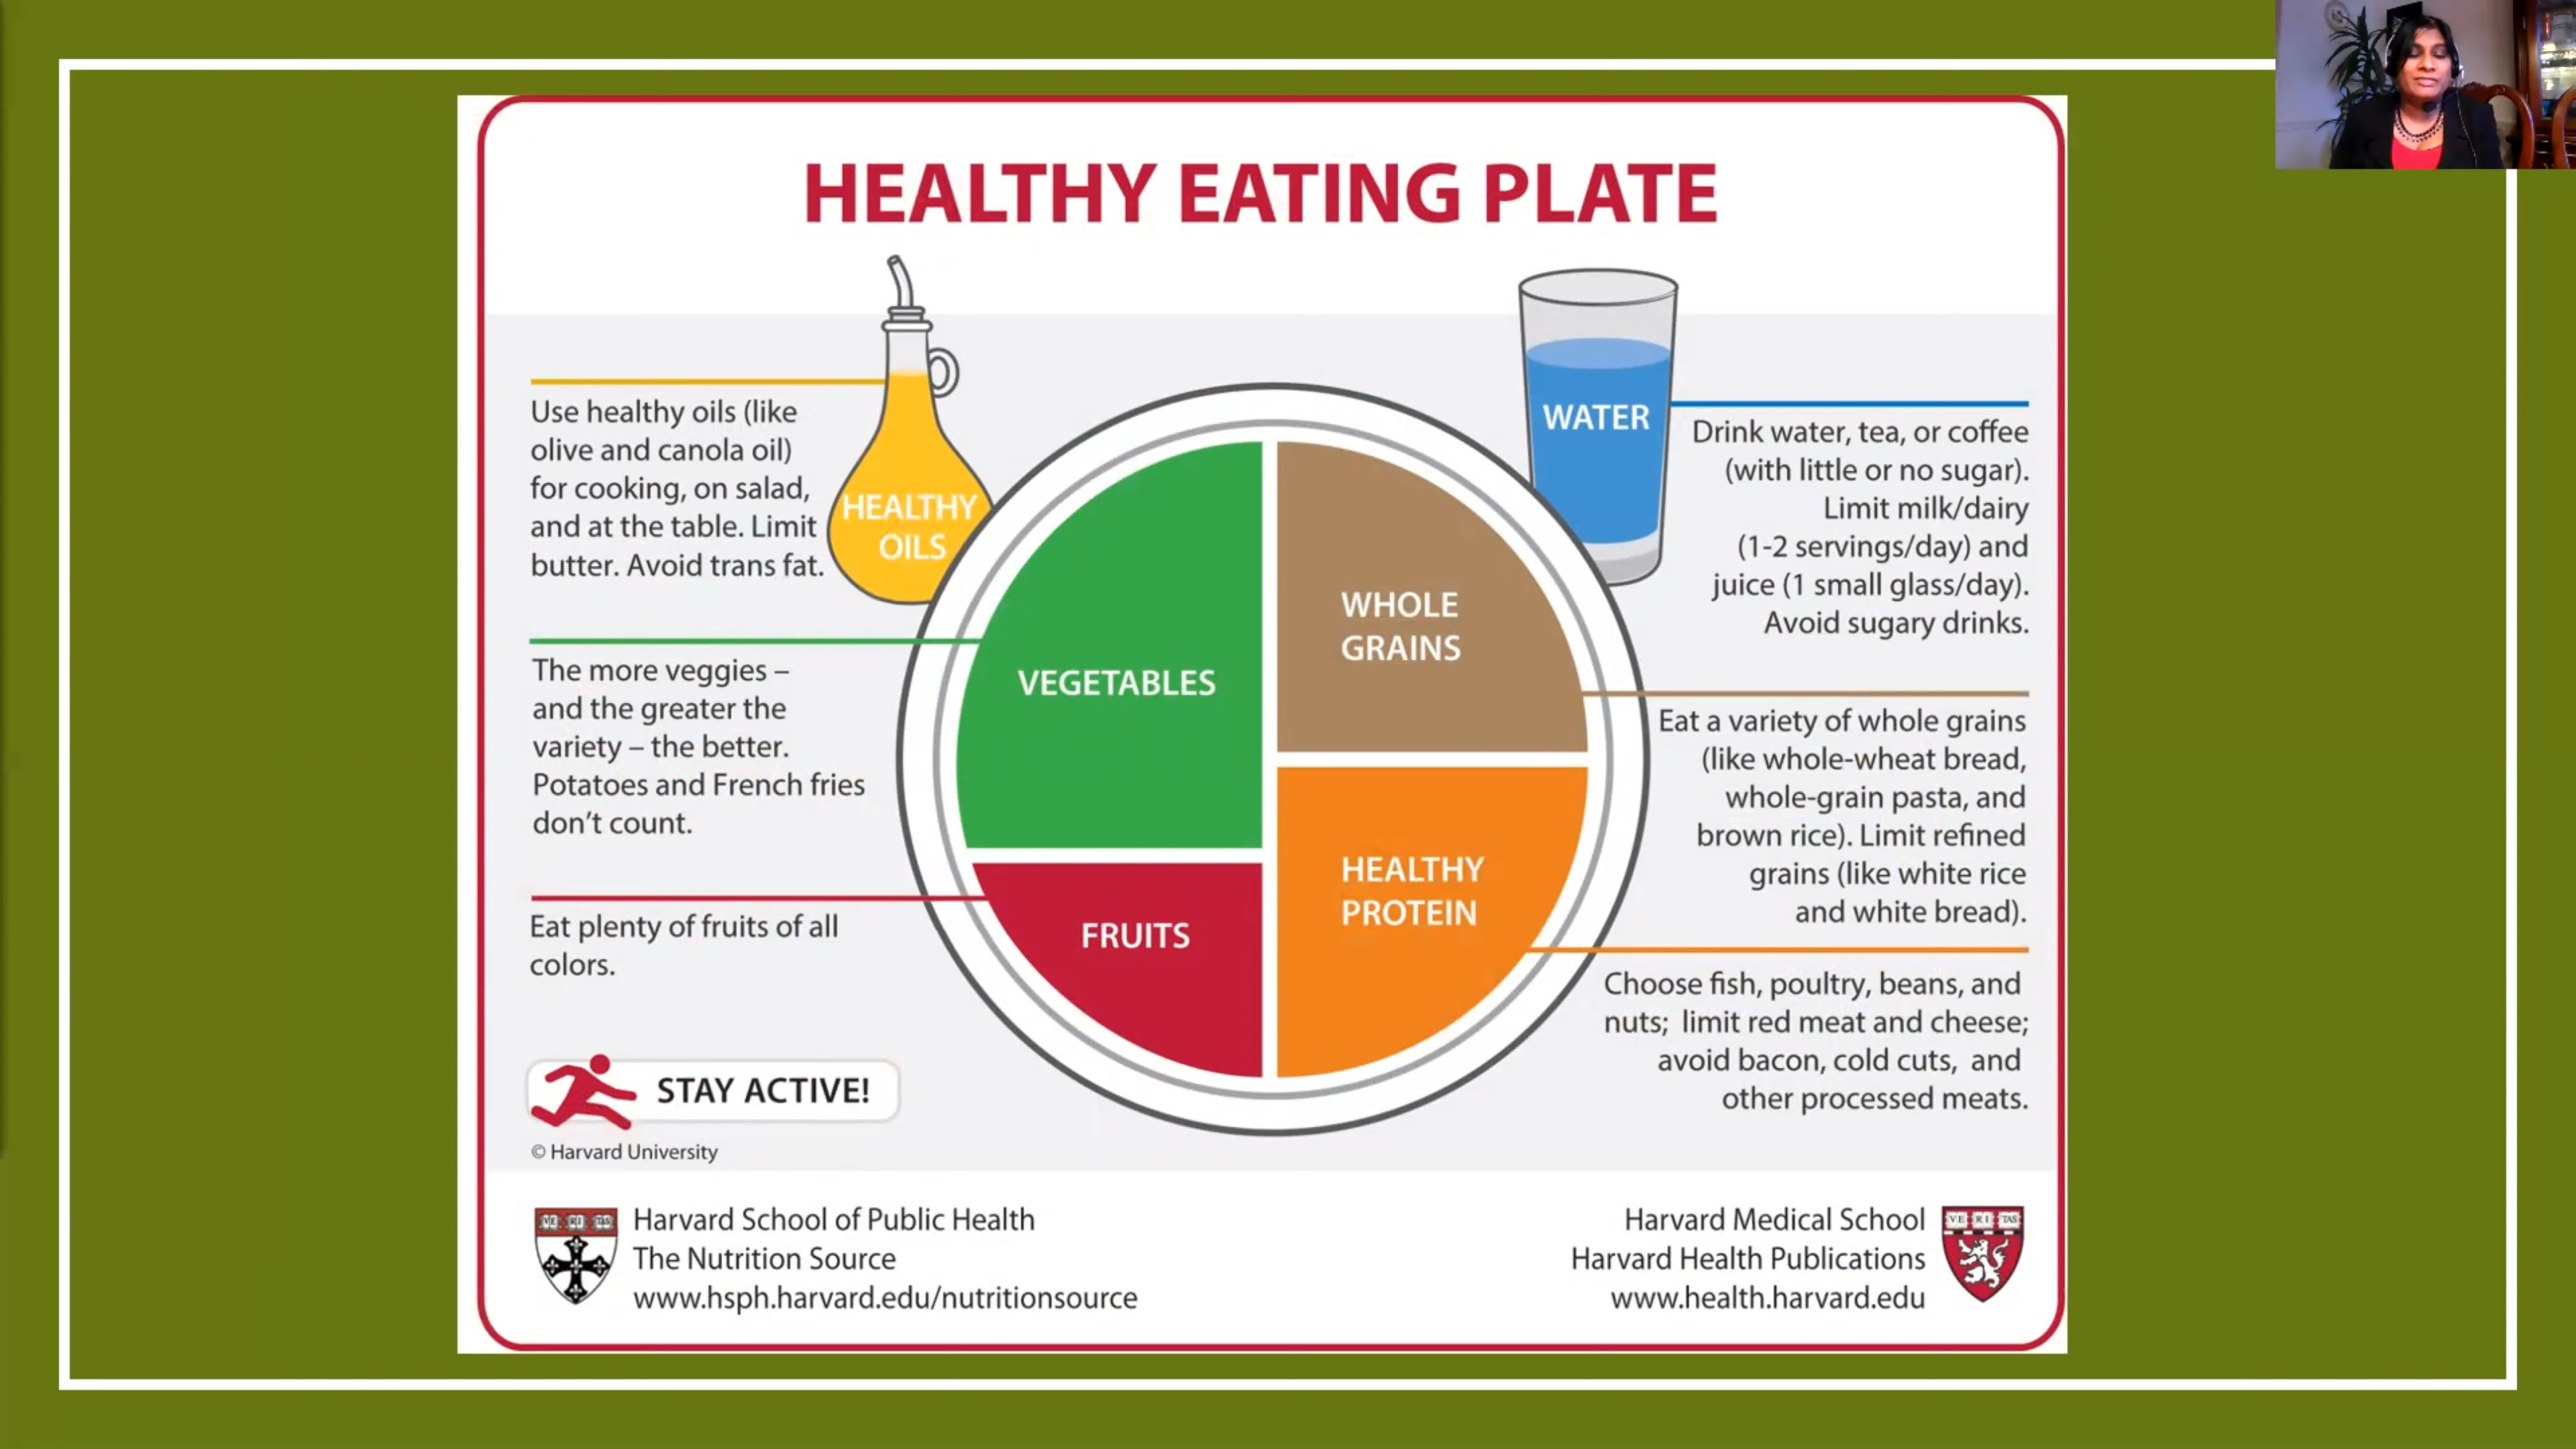 HEALTHY EATING PLATE
Use healthy oils (like
olive and canola oil)
for cooking, on salad,
and at the table. Limit
butter. Avoid trans fat.
HEALTHY
OILS
The more veggies –
and the greater the
variety – the better.
Potatoes and French fries
don't count.
Eat plenty of fruits of all
colors.
VEGETABLES
FRUITS
WHOLE
GRAINS
HEALTHY
PROTEIN
WATER
Drink water, tea, or coffee
(with little or no sugar).
Limit milk/dairy
(1-2 servings/day) and
juice (1 small glass/day).
Avoid sugary drinks.
Eat a variety of whole grains
(like whole-wheat bread,
whole-grain pasta, and
brown rice). Limit refined
grains (like white rice
and white bread).
Choose fish, poultry, beans, and
nuts; limit red meat and cheese;
avoid bacon, cold cuts, and
other processed meats.
STAY ACTIVE!
© Harvard University
VE RI TAS
Harvard School of Public Health
The Nutrition Source
www.hsph.harvard.edu/nutritionsource
Harvard Medical School
Harvard Health Publications
www.health.harvard.edu
VE RI TAS